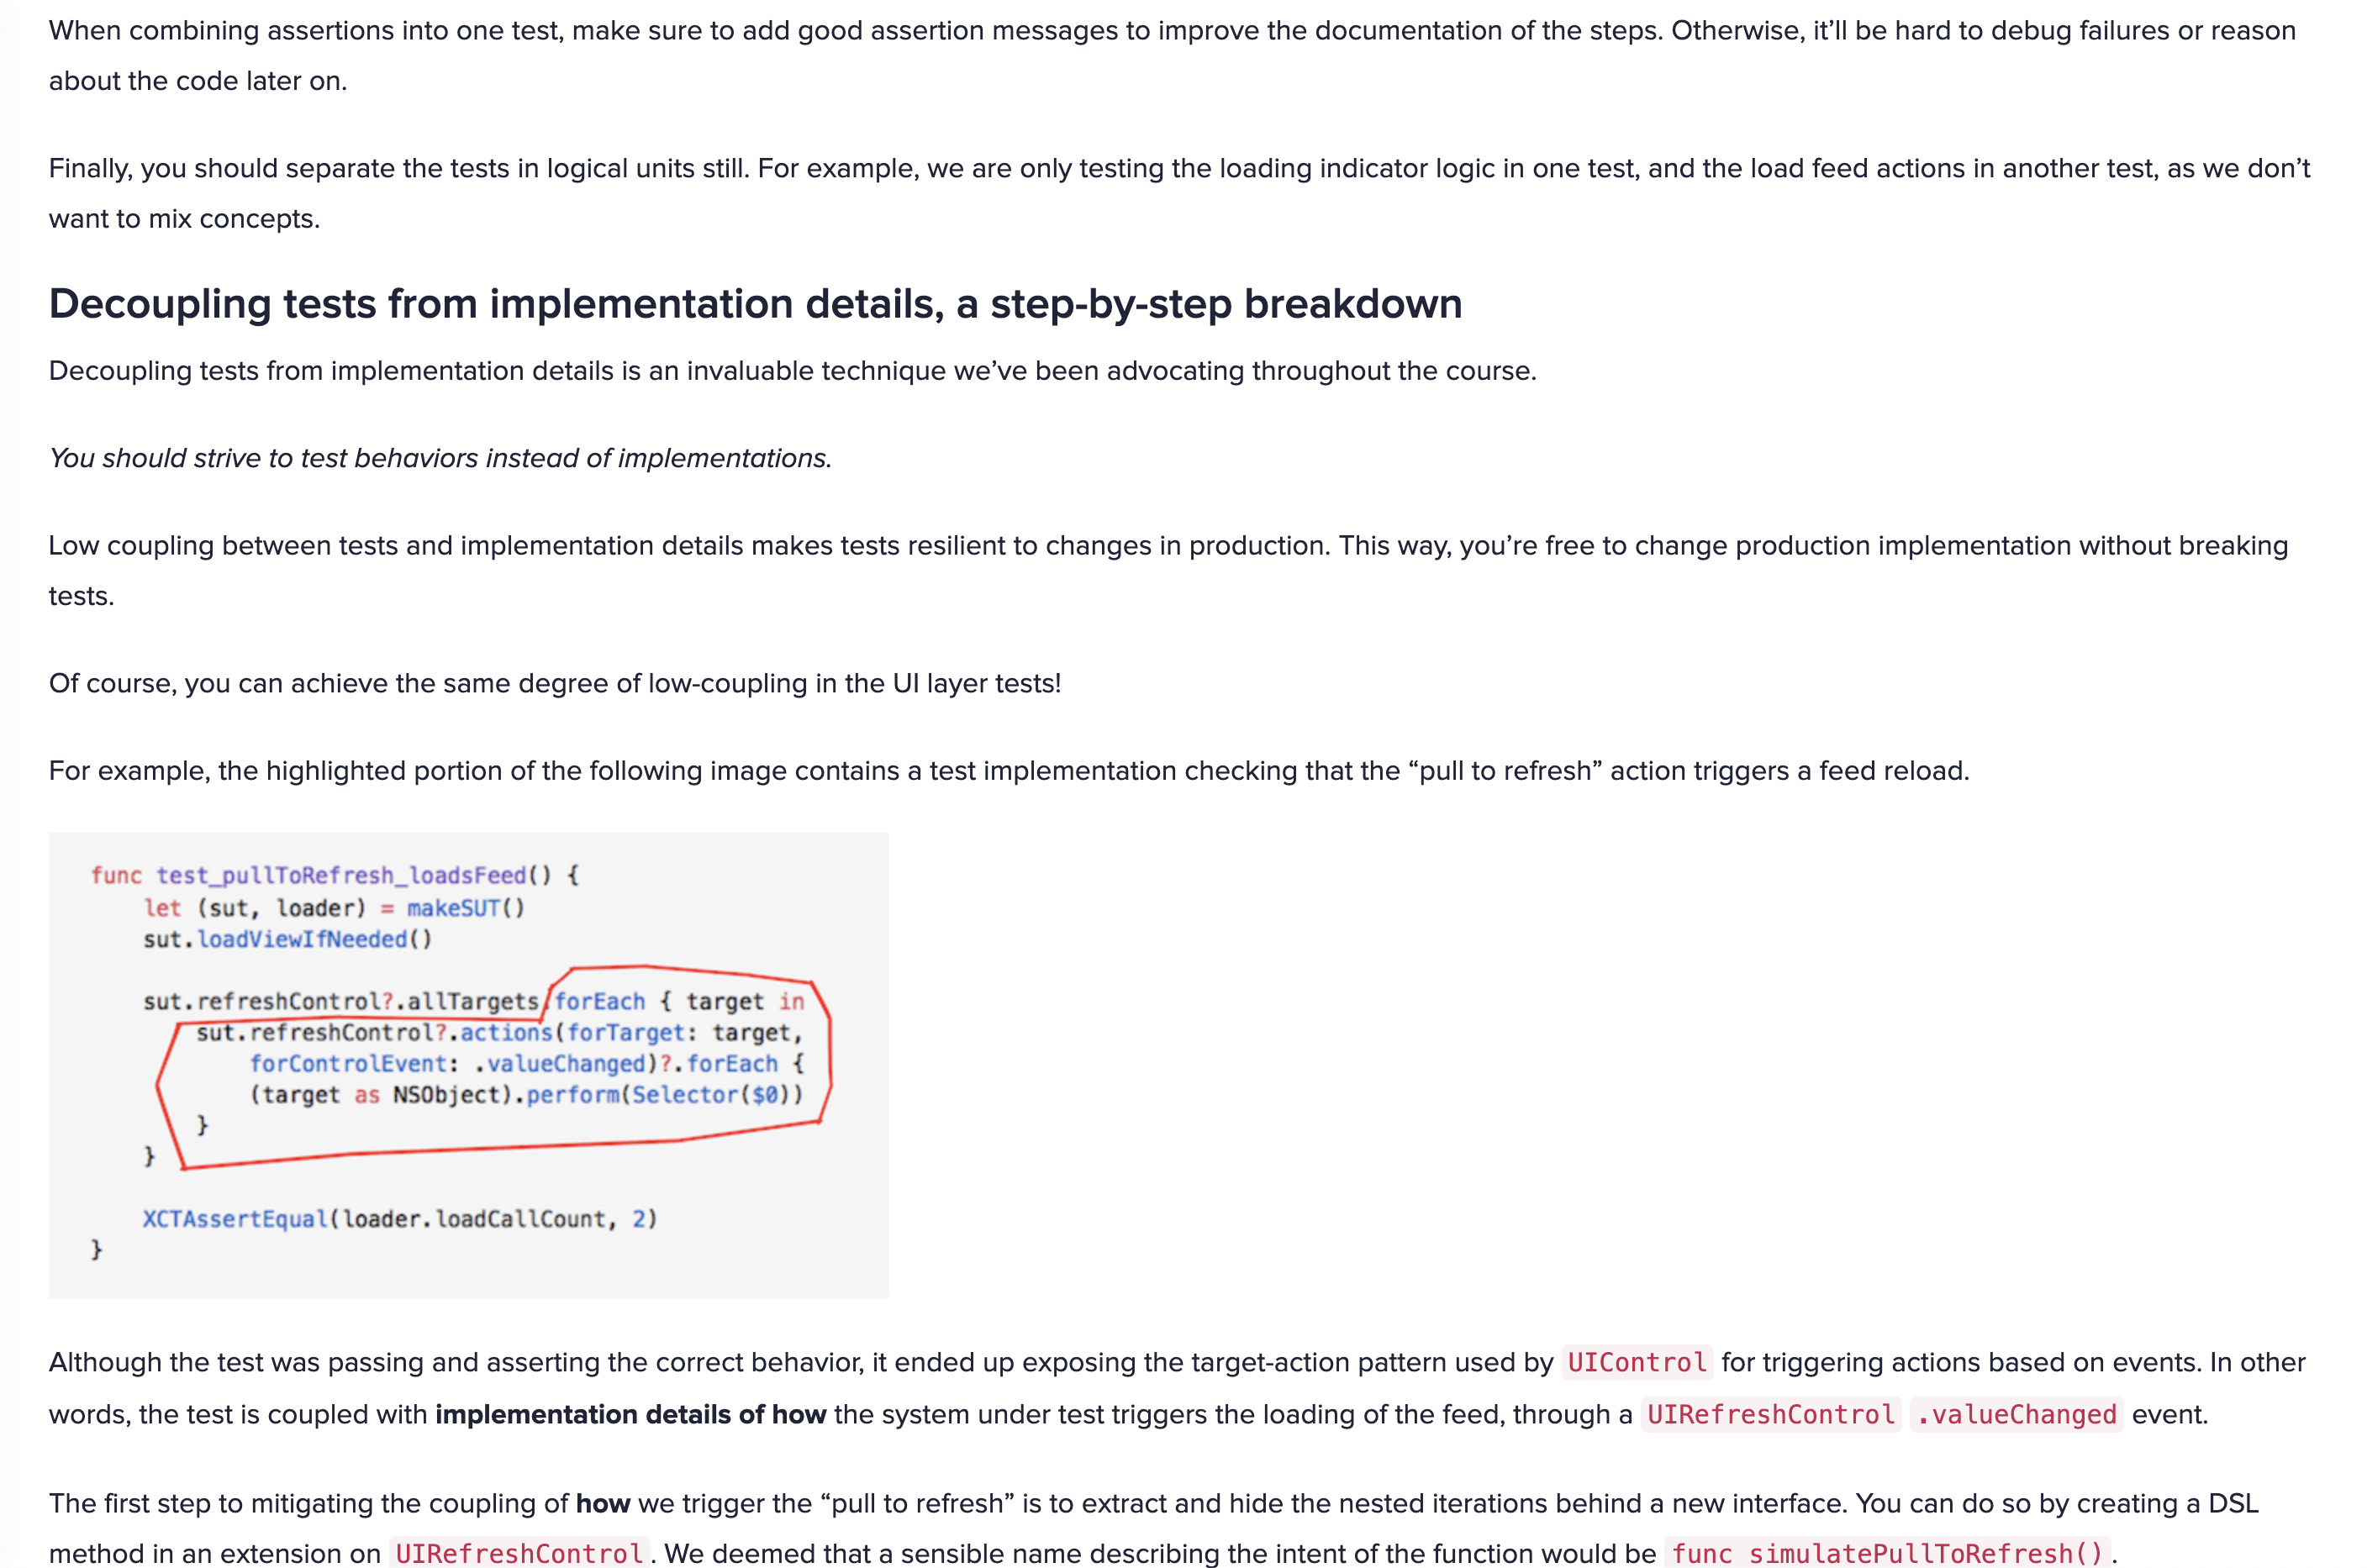 When combining assertions into one test, make sure to add good assertion messages to improve the documentation of the steps. Otherwise, it’ll be hard to debug failures or reason
about the code later on.
Finally, you should separate the tests in logical units still. For example, we are only testing the loading indicator logic in one test, and the load feed actions in another test, as we don’t
want to mix concepts.
Decoupling tests from implementation details, a step-by-step breakdown
Decoupling tests from implementation details is an invaluable technique we’ve been advocating throughout the course.
You should strive to test behaviors instead of implementations.
Low coupling between tests and implementation details makes tests resilient to changes in production. This way, you’re free to change production implementation without breaking
tests.
Of course, you can achieve the same degree of low-coupling in the UI layer tests!
For example, the highlighted portion of the following image contains a test implementation checking that the “pull to refresh” action triggers a feed reload.
func test_pullToRefresh_loadsFeed() {
let (sut, loader) = makeSUT()
sut.loadViewIfNeeded()
sut.refreshControl?.allTargets.forEach { target in
sut.refreshControl?.actions(forTarget: target,
forControlEvent: .valueChanged)?.forEach {
(target as NSObject).perform(Selector($0))
}
}
XCTAssertEqual(loader.loadCallCount, 2)
}
Although the test was passing and asserting the correct behavior, it ended up exposing the target-action pattern used by UIControl for triggering actions based on events. In other
words, the test is coupled with implementation details of how the system under test triggers the loading of the feed, through a UIRefreshControl .valueChanged event.
The first step to mitigating the coupling of how we trigger the “pull to refresh” is to extract and hide the nested iterations behind a new interface. You can do so by creating a DSL
method in an extension on UIRefreshControl. We deemed that a sensible name describing the intent of the function would be func simulatePullToRefresh().